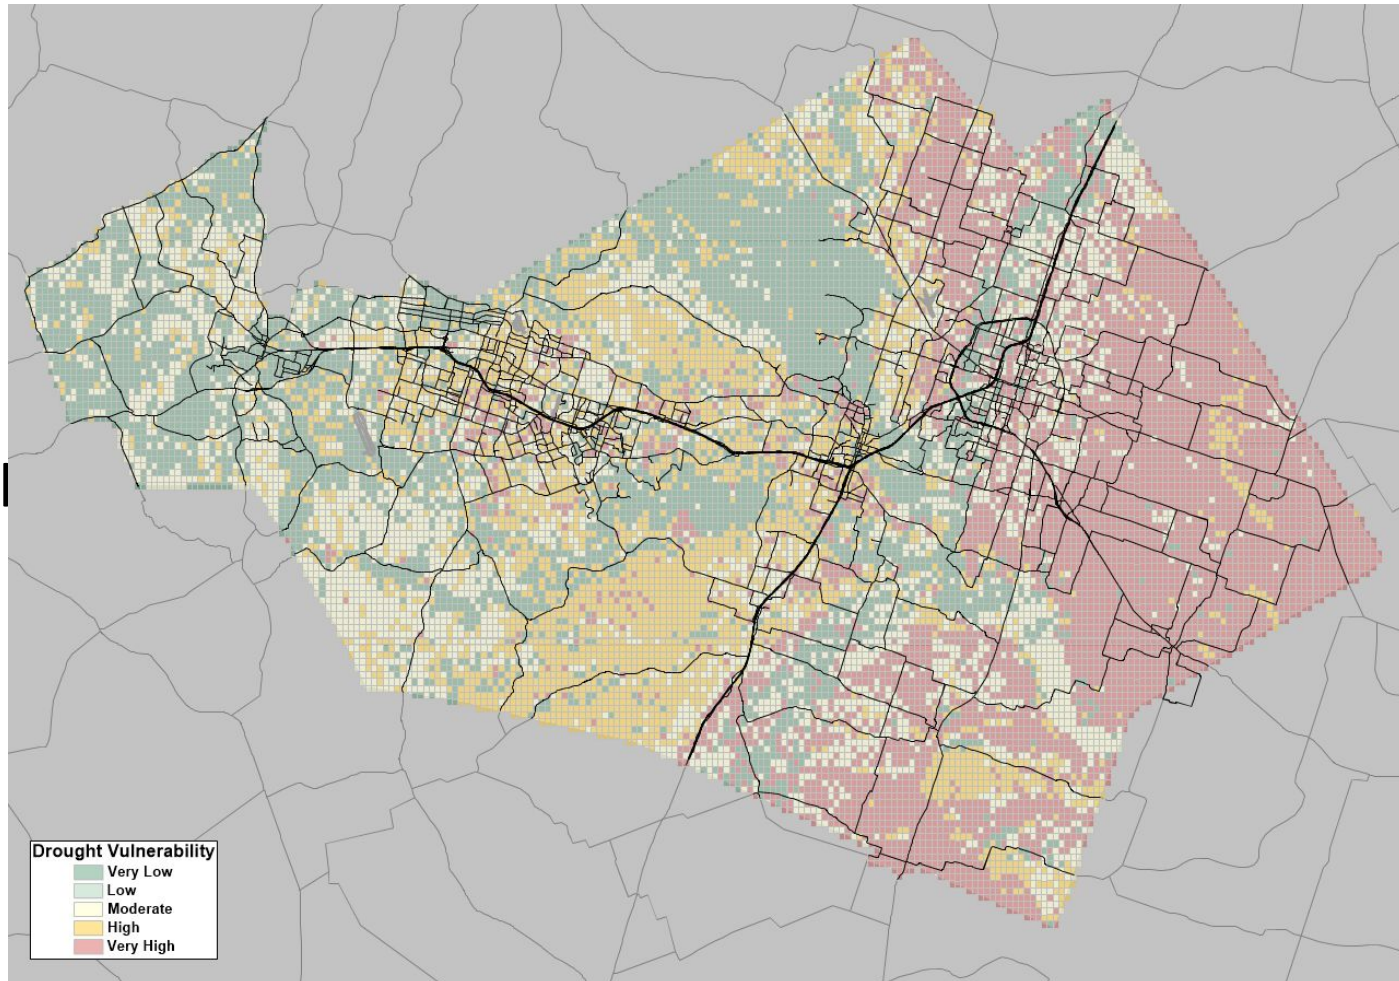 Drought Vulnerability
Very Low
Low
Moderate
High
Very High